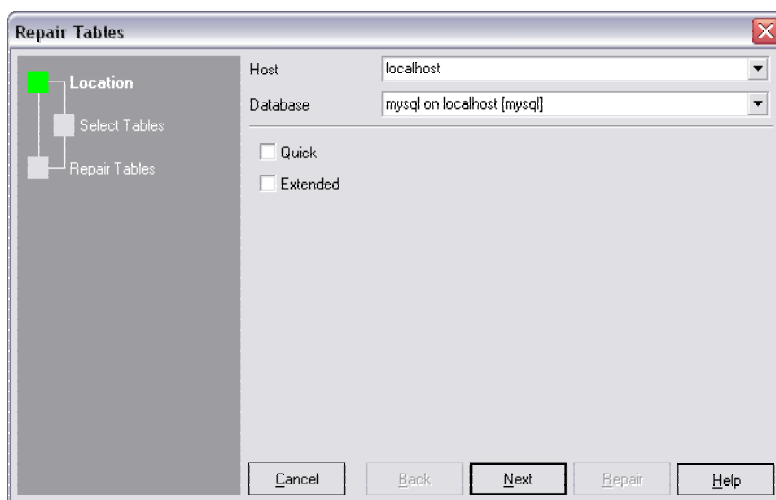 Repair Tables
Location
Select Tables
Repair Tables
Host
localhost
Database
mysql on localhost [mysql]
Quick
Extended
Cancel
Back
Next
Repair
Help